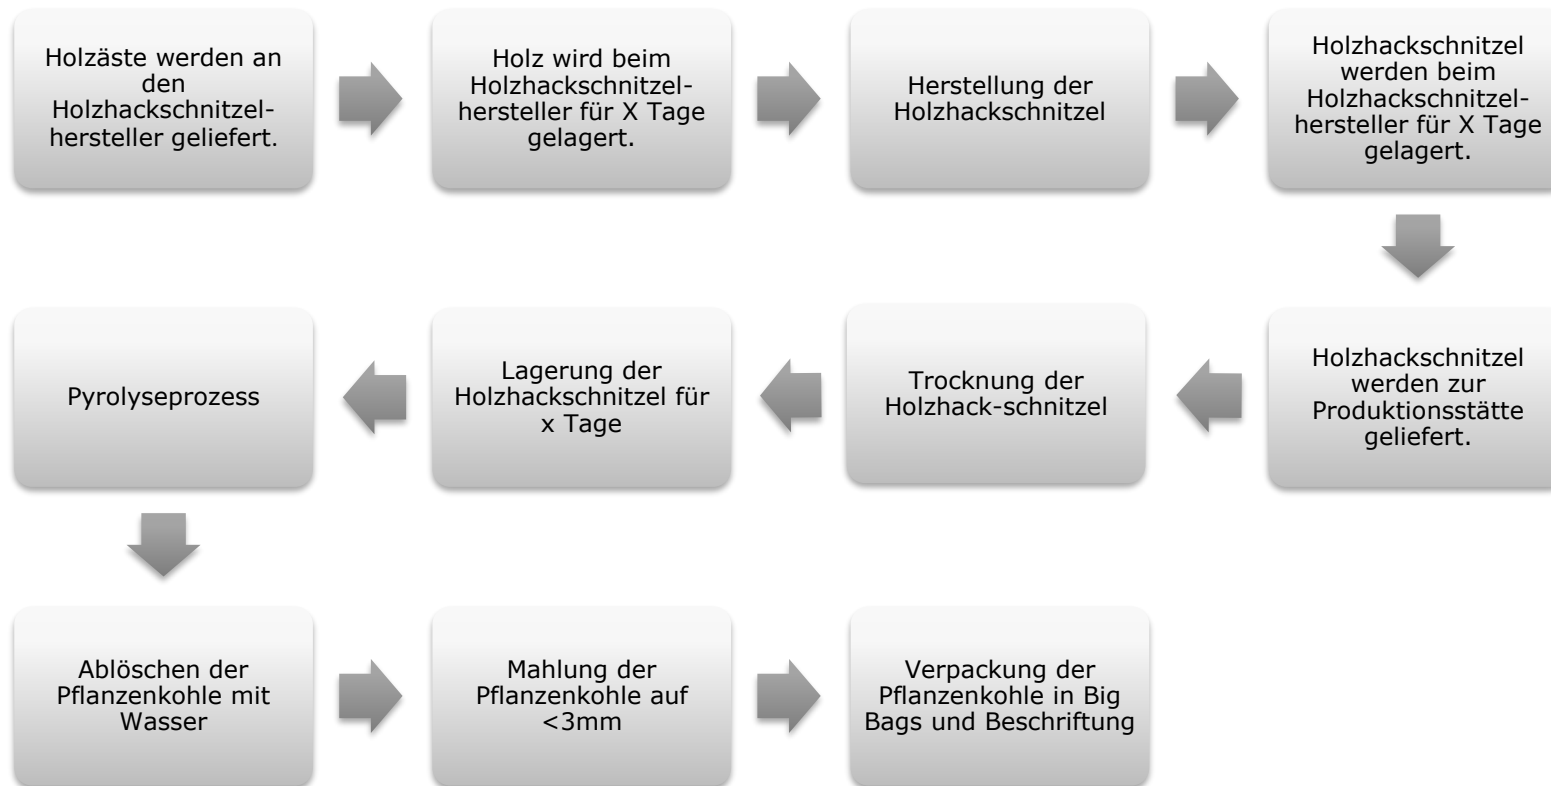 Holzäste werden an
den
Holzhackschnitzel-
hersteller geliefert.
Holz wird beim
Holzhackschnitzel-
hersteller für X Tage
gelagert.
Herstellung der
Holzhackschnitzel
Holzhackschnitzel
werden beim
Holzhackschnitzel-
hersteller für X Tage
gelagert.
Holzhackschnitzel
werden zur
Produktionsstätte
geliefert.
Trocknung der
Holzhack-schnitzel
Lagerung der
Holzhackschnitzel für
x Tage
Pyrolyseprozess
Ablöschen der
Pflanzenkohle mit
Wasser
Mahlung der
Pflanzenkohle auf
<3mm
Verpackung der
Pflanzenkohle in Big
Bags und Beschriftung